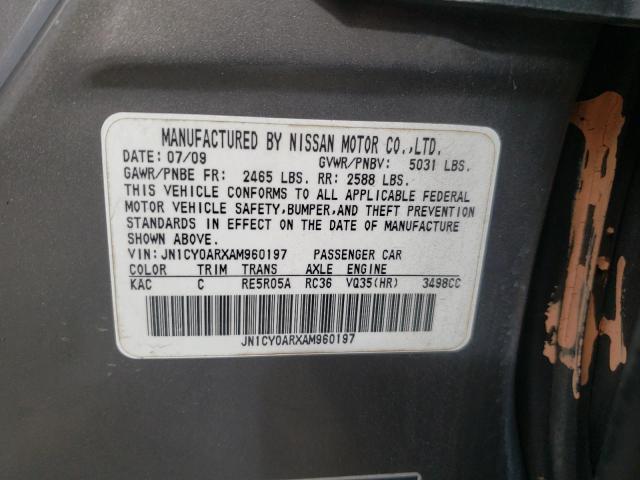 MANUFACTURED BY NISSAN MOTOR CO.,LTD.
DATE: 07/09 GVWR/PNBV: 5031 LBS.
GAWR/PNBE FR: 2465 LBS. RR: 2588 LBS.
THIS VEHICLE CONFORMS TO ALL APPLICABLE FEDERAL
MOTOR VEHICLE SAFETY,BUMPER,AND THEFT PREVENTION
STANDARDS IN EFFECT ON THE DATE OF MANUFACTURE
SHOWN ABOVE.
VIN:JN1CY0ARXAM960197 PASSENGER CAR
COLOR TRIM TRANS AXLE ENGINE
KAC C RE5R05A RC36 VQ35(HR) 3498CC
JN1CY0ARXAM960197